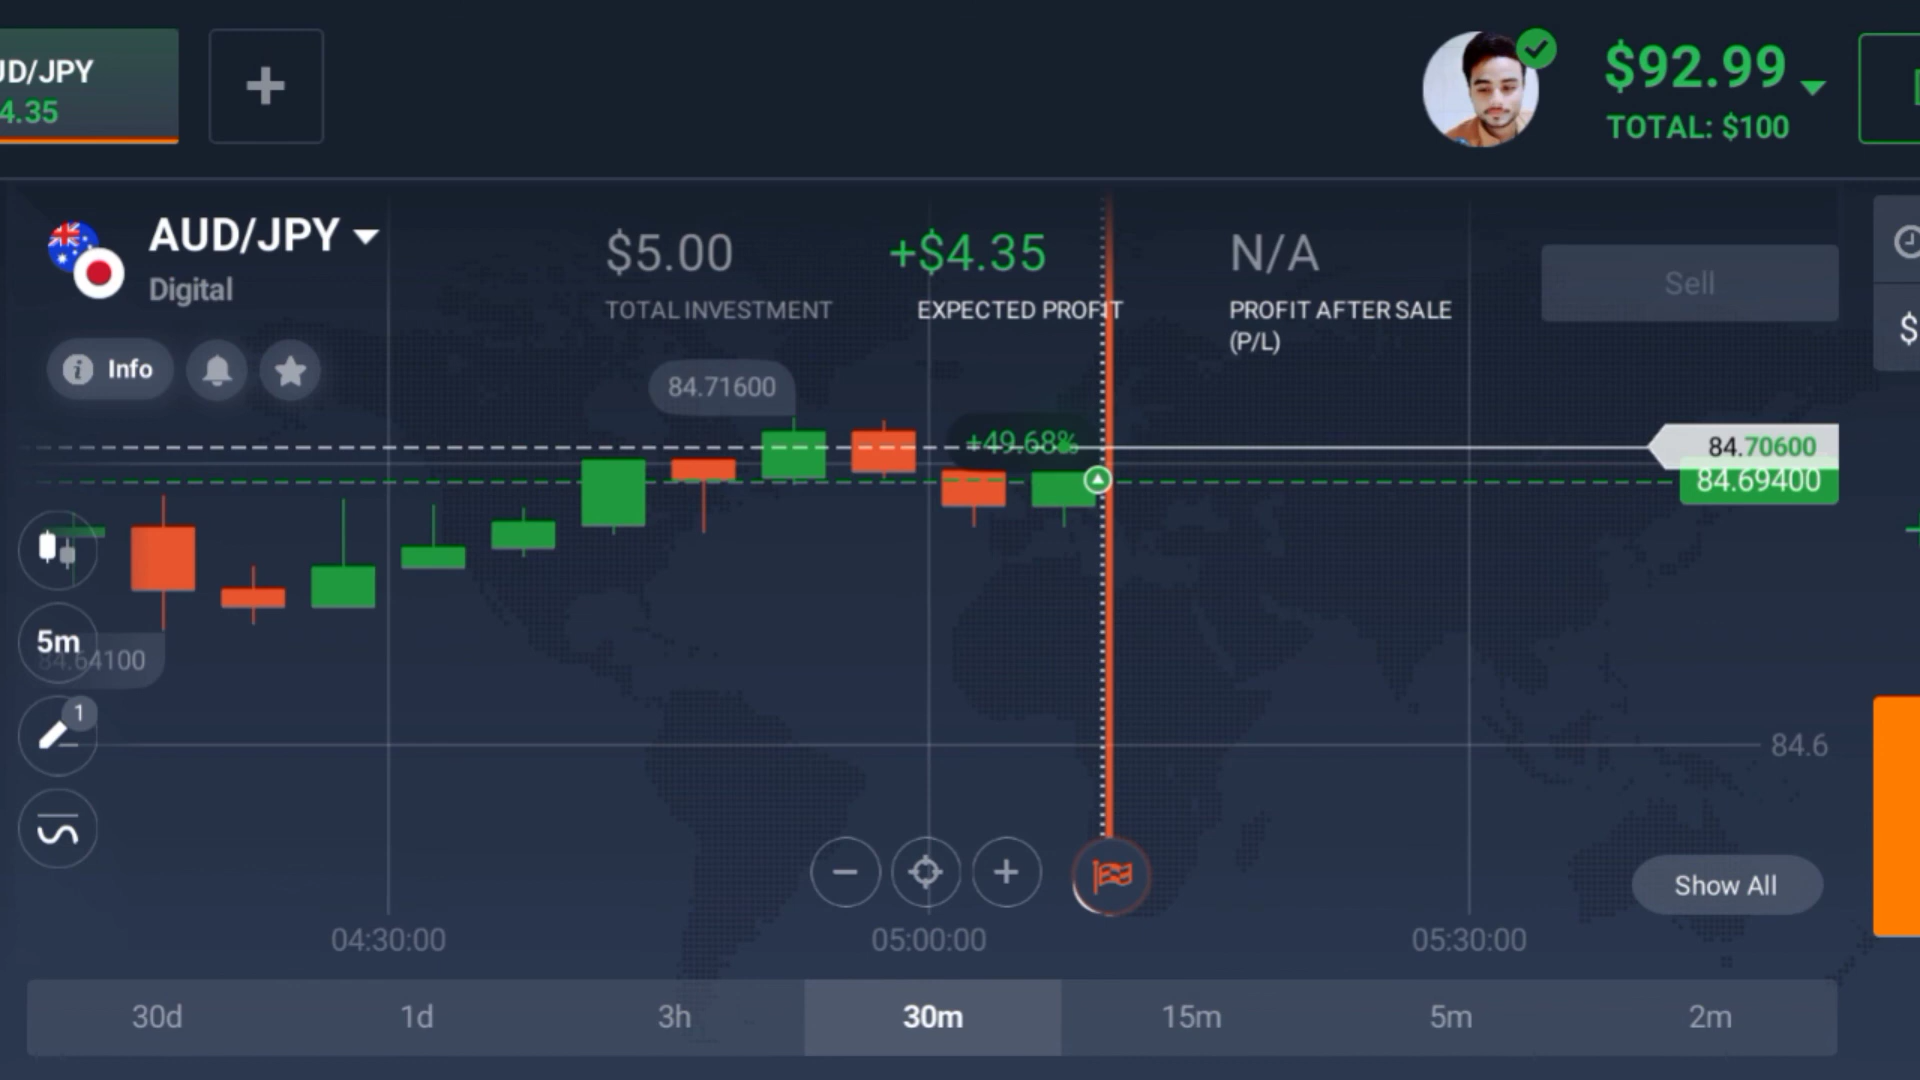 UD/JPY
4.35
$92.99
TOTAL: $100
AUD/JPY
Digital
$5.00
TOTAL INVESTMENT
+$4.35
EXPECTED PROFIT
N/A
PROFIT AFTER SALE
(P/L)
Sell
$
Info
84.71600
+49.68%
84.70600
84.69400
5m
84.64100
1
84.6
Show All
04:30:00
05:00:00
05:30:00
30d
1d
3h
30m
15m
5m
2m